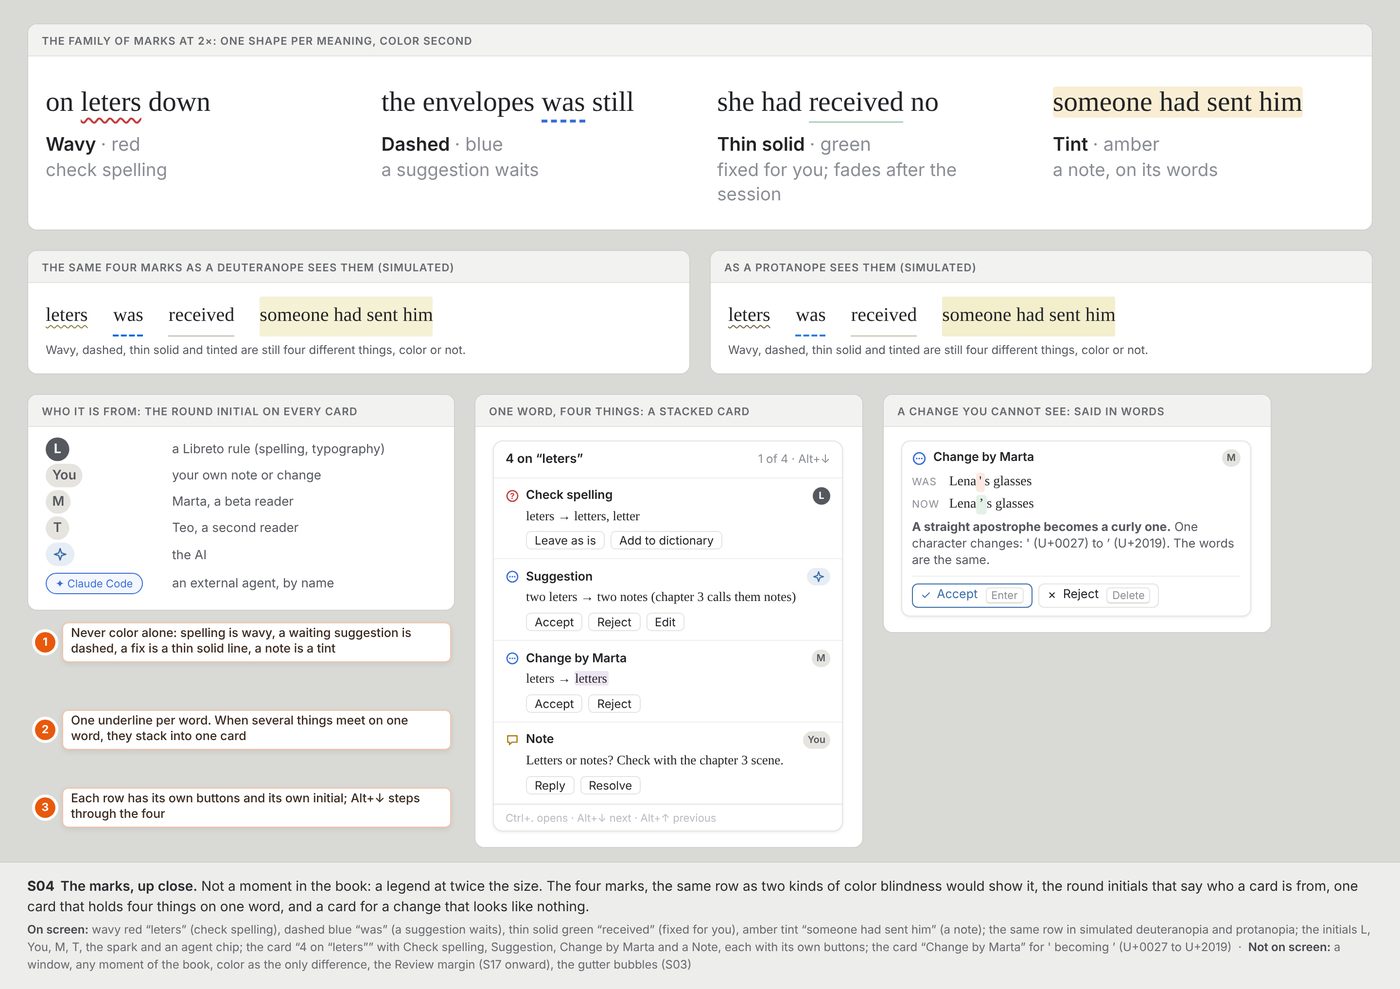 THE FAMILY OF MARKS AT 2×: ONE SHAPE PER MEANING, COLOR SECOND
on leters down
Wavy · red
check spelling
the envelopes was still
Dashed · blue
a suggestion waits
she had received no
Thin solid · green
fixed for you; fades after the
session
someone had sent him
Tint · amber
a note, on its words
THE SAME FOUR MARKS AS A DEUTERANOPE SEES THEM (SIMULATED)
leters was received someone had sent him
Wavy, dashed, thin solid and tinted are still four different things, color or not.
AS A PROTANOPE SEES THEM (SIMULATED)
leters was received someone had sent him
Wavy, dashed, thin solid and tinted are still four different things, color or not.
WHO IT IS FROM: THE ROUND INITIAL ON EVERY CARD
L a Libreto rule (spelling, typography)
You your own note or change
M Marta, a beta reader
T Teo, a second reader
the AI
✦ Claude Code an external agent, by name
1 Never color alone: spelling is wavy, a waiting suggestion is
dashed, a fix is a thin solid line, a note is a tint
2 One underline per word. When several things meet on one
word, they stack into one card
3 Each row has its own buttons and its own initial; Alt+↓ steps
through the four
ONE WORD, FOUR THINGS: A STACKED CARD
4 on “leters” 1 of 4 · Alt+↓
Check spelling L
leters → letters, letter
Leave as is Add to dictionary
Suggestion
two leters → two notes (chapter 3 calls them notes)
Accept Reject Edit
Change by Marta M
leters → letters
Accept Reject
Note You
Letters or notes? Check with the chapter 3 scene.
Reply Resolve
Ctrl+. opens · Alt+↓ next · Alt+↑ previous
A CHANGE YOU CANNOT SEE: SAID IN WORDS
Change by Marta M
WAS Lena's glasses
NOW Lena’s glasses
A straight apostrophe becomes a curly one. One
character changes: ' (U+0027) to ’ (U+2019). The words
are the same.
✓ Accept Enter × Reject Delete
S04 The marks, up close. Not a moment in the book: a legend at twice the size. The four marks, the same row as two kinds of color blindness would show it, the round initials that say who a card is from, one
card that holds four things on one word, and a card for a change that looks like nothing.
On screen: wavy red “leters” (check spelling), dashed blue “was” (a suggestion waits), thin solid green “received” (fixed for you), amber tint “someone had sent him” (a note); the same row in simulated deuteranopia and protanopia; the initials L,
You, M, T, the spark and an agent chip; the card “4 on “leters”” with Check spelling, Suggestion, Change by Marta and a Note, each with its own buttons; the card “Change by Marta” for ' becoming ’ (U+0027 to U+2019) · Not on screen: a
window, any moment of the book, color as the only difference, the Review margin (S17 onward), the gutter bubbles (S03)